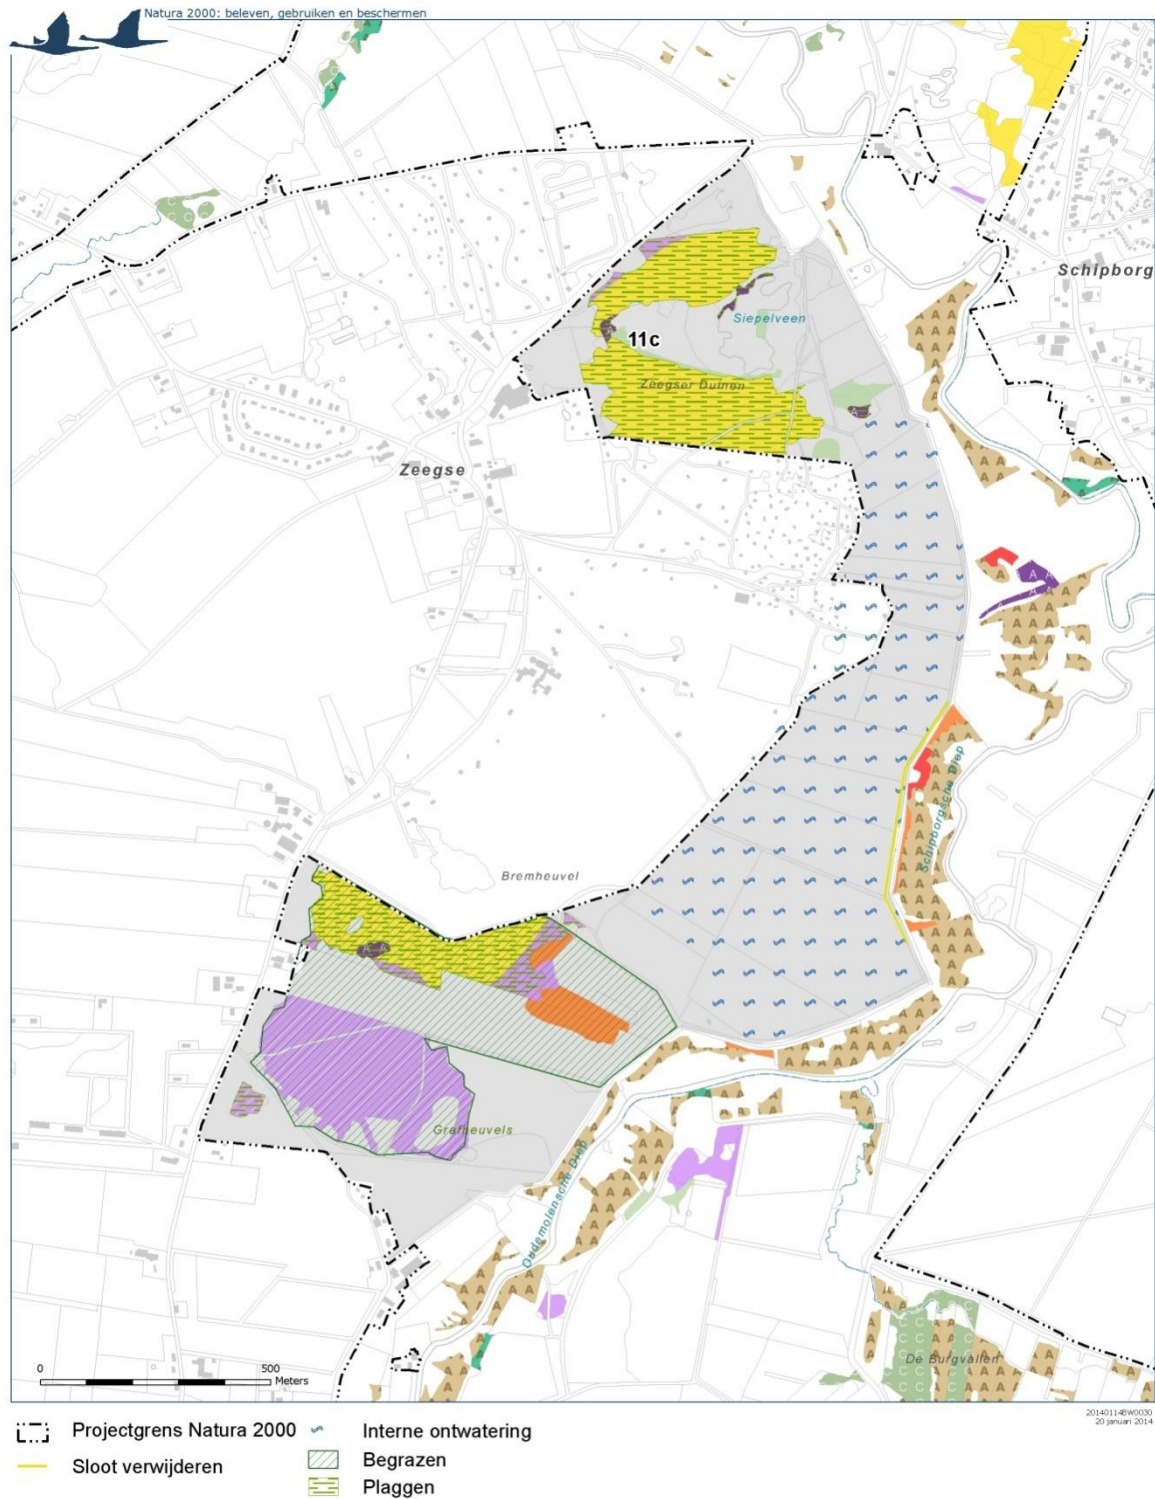 Natura 2000: beleven, gebruiken en beschermen
Schipborg
Siepelveen
11c
Zeegser Duinen
Zeegse
Schipborgsche Diep
Bremheuvel
Grafheuvels
Oudemolensche Diep
De Burgvallen
0 500
Meters
20140114BW0030
20 januari 2014
Projectgrens Natura 2000
Interne ontwatering
Sloot verwijderen
Begrazen
Plaggen